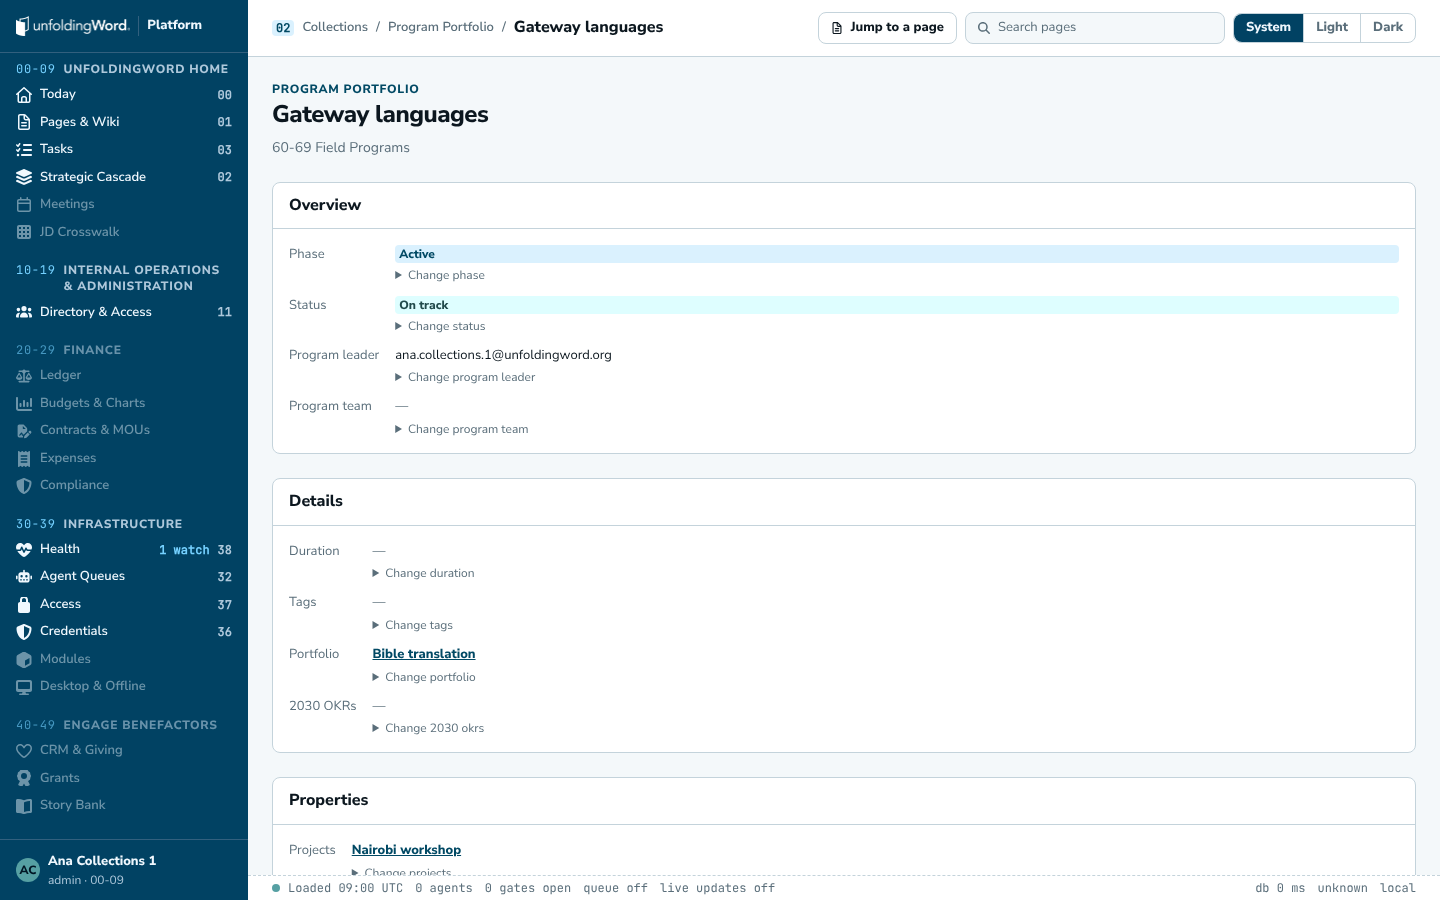 unfoldingWord. Platform
00-09 UNFOLDINGWORD HOME
Today 00
Pages & Wiki 01
Tasks 03
Strategic Cascade 02
Meetings
JD Crosswalk
10-19 INTERNAL OPERATIONS
& ADMINISTRATION
Directory & Access 11
20-29 FINANCE
Ledger
Budgets & Charts
Contracts & MOUs
Expenses
Compliance
30-39 INFRASTRUCTURE
Health 1 watch 38
Agent Queues 32
Access 37
Credentials 36
Modules
Desktop & Offline
40-49 ENGAGE BENEFACTORS
CRM & Giving
Grants
Story Bank
AC Ana Collections 1
admin · 00-09
02 Collections / Program Portfolio / Gateway languages
Jump to a page
Search pages
System Light Dark
PROGRAM PORTFOLIO
Gateway languages
60-69 Field Programs
Overview
Phase Active
Change phase
Status On track
Change status
Program leader ana.collections.1@unfoldingword.org
Change program leader
Program team —
Change program team
Details
Duration —
Change duration
Tags —
Change tags
Portfolio Bible translation
Change portfolio
2030 OKRs —
Change 2030 okrs
Properties
Projects Nairobi workshop
Change projects
Loaded 09:00 UTC 0 agents 0 gates open queue off live updates off
db 0 ms unknown local